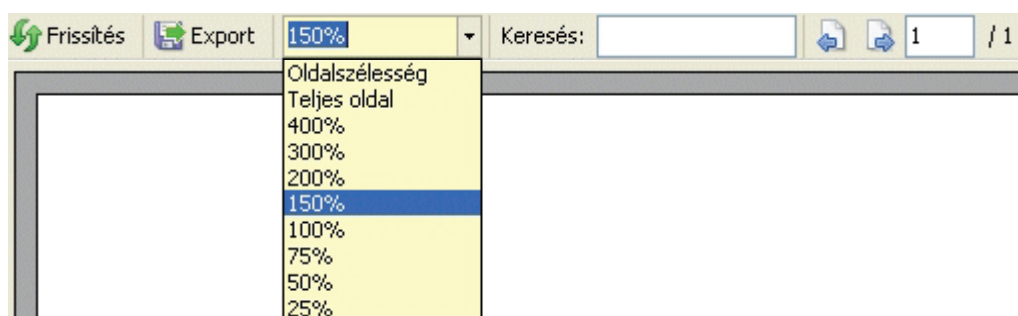 Frissítés Export 150% Keresés: 1 / 1
Oldalszélesség
Teljes oldal
400%
300%
200%
150%
100%
75%
50%
25%